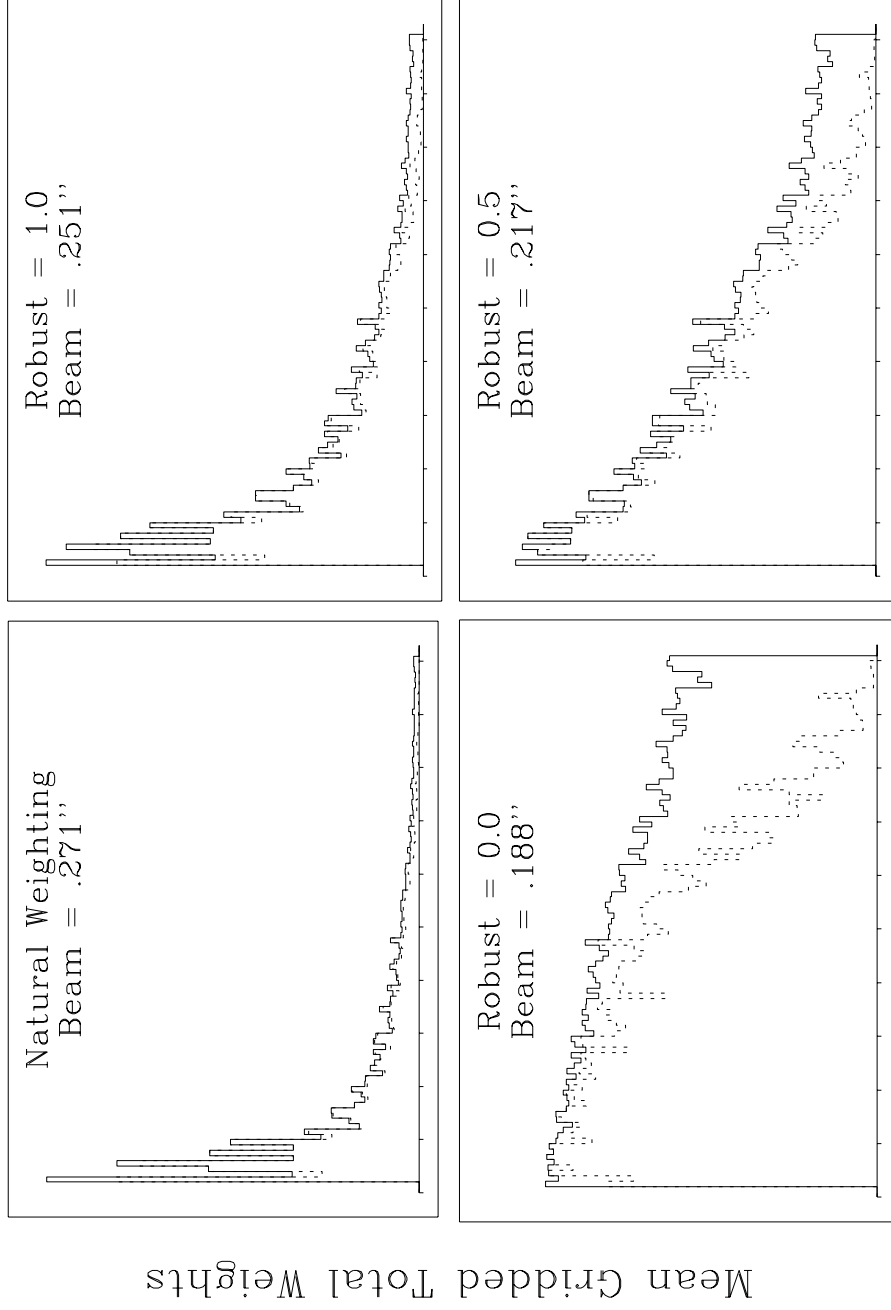 Natural Weighting
Beam = .271’’
Robust = 1.0
Beam = .251’’
Robust = 0.0
Beam = .188’’
Robust = 0.5
Beam = .217’’
Mean Gridded Total Weights